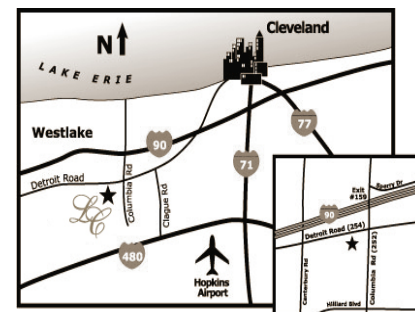 Cleveland
N
LAKE ERIE
Westlake
90
77
71
Detroit Road
Columbia Rd
Clague Rd
LC
480
Hopkins
Airport
Exit
#159
Sperry Dr
90
Detroit Road (254)
Canterbury Rd
Columbia Rd (252)
Hilliard Blvd